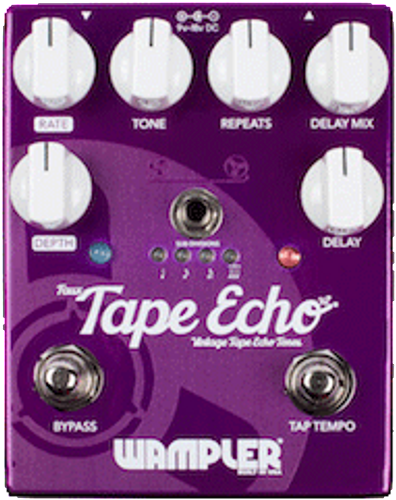 9v-18v DC
RATE TONE REPEATS DELAY MIX
DEPTH DELAY
SUB DIVISIONS
Faux
Tape Echo
Vintage Tape Echo Tones
BYPASS TAP TEMPO
WAMPLER